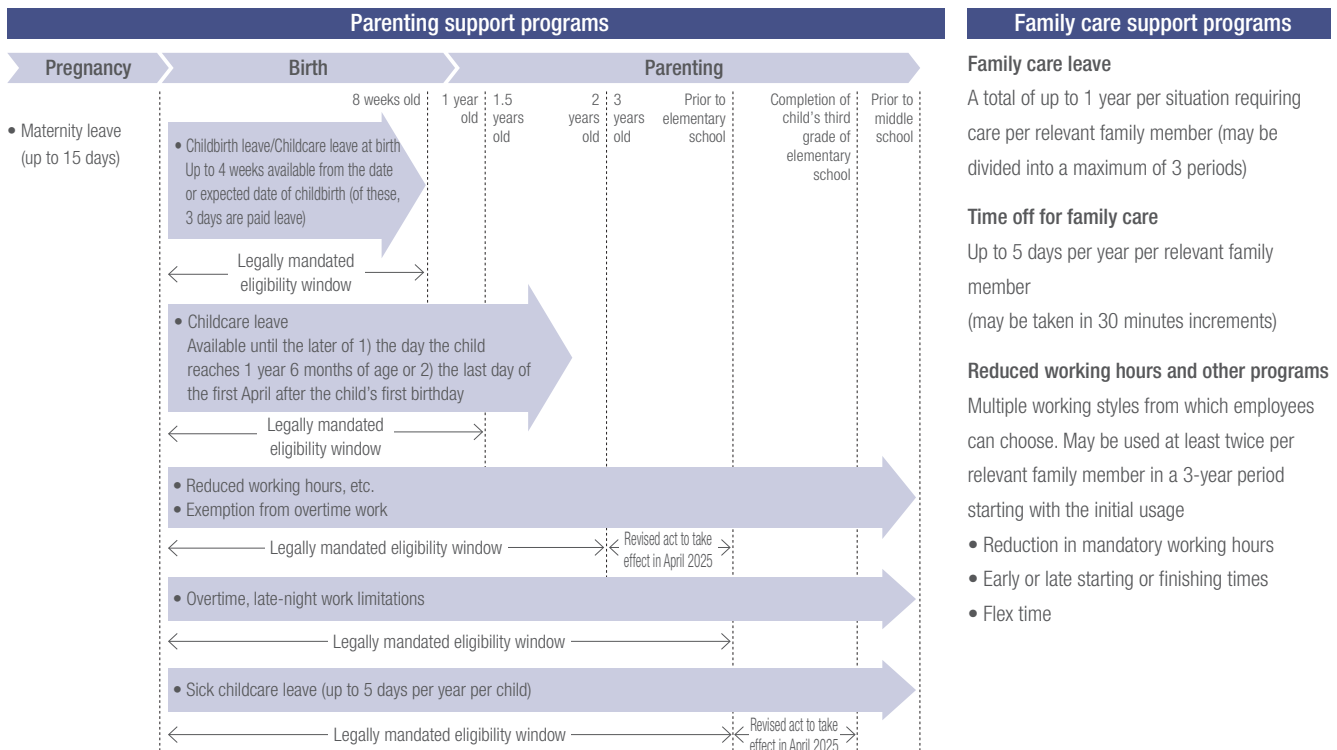 Parenting support programs
Pregnancy
Birth
Parenting
8 weeks old
1 year
old
1.5
years
old
2
years
old
3
years
old
Prior to
elementary
school
Completion of
child's third
grade of
elementary
school
Prior to
middle
school
• Maternity leave
(up to 15 days)
• Childbirth leave/Childcare leave at birth
Up to 4 weeks available from the date
or expected date of childbirth (of these,
3 days are paid leave)
Legally mandated
eligibility window
• Childcare leave
Available until the later of 1) the day the child
reaches 1 year 6 months of age or 2) the last day of
the first April after the child's first birthday
Legally mandated
eligibility window
• Reduced working hours, etc.
• Exemption from overtime work
Legally mandated eligibility window
Revised act to take
effect in April 2025
• Overtime, late-night work limitations
Legally mandated eligibility window
• Sick childcare leave (up to 5 days per year per child)
Legally mandated eligibility window
Revised act to take
effect in April 2025
Family care support programs
Family care leave
A total of up to 1 year per situation requiring
care per relevant family member (may be
divided into a maximum of 3 periods)
Time off for family care
Up to 5 days per year per relevant family
member
(may be taken in 30 minutes increments)
Reduced working hours and other programs
Multiple working styles from which employees
can choose. May be used at least twice per
relevant family member in a 3-year period
starting with the initial usage
• Reduction in mandatory working hours
• Early or late starting or finishing times
• Flex time